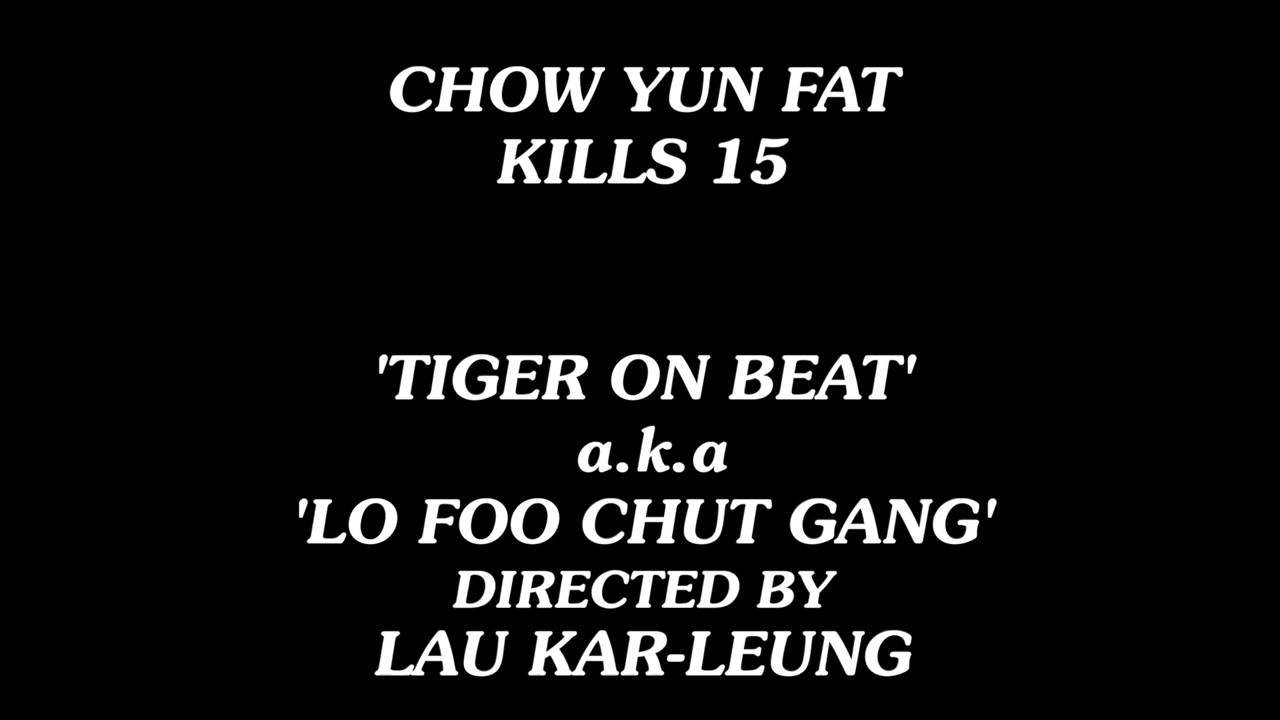 CHOW YUN FAT
KILLS 15
'TIGER ON BEAT'
a.k.a
'LO FOO CHUT GANG'
DIRECTED BY
LAU KAR-LEUNG